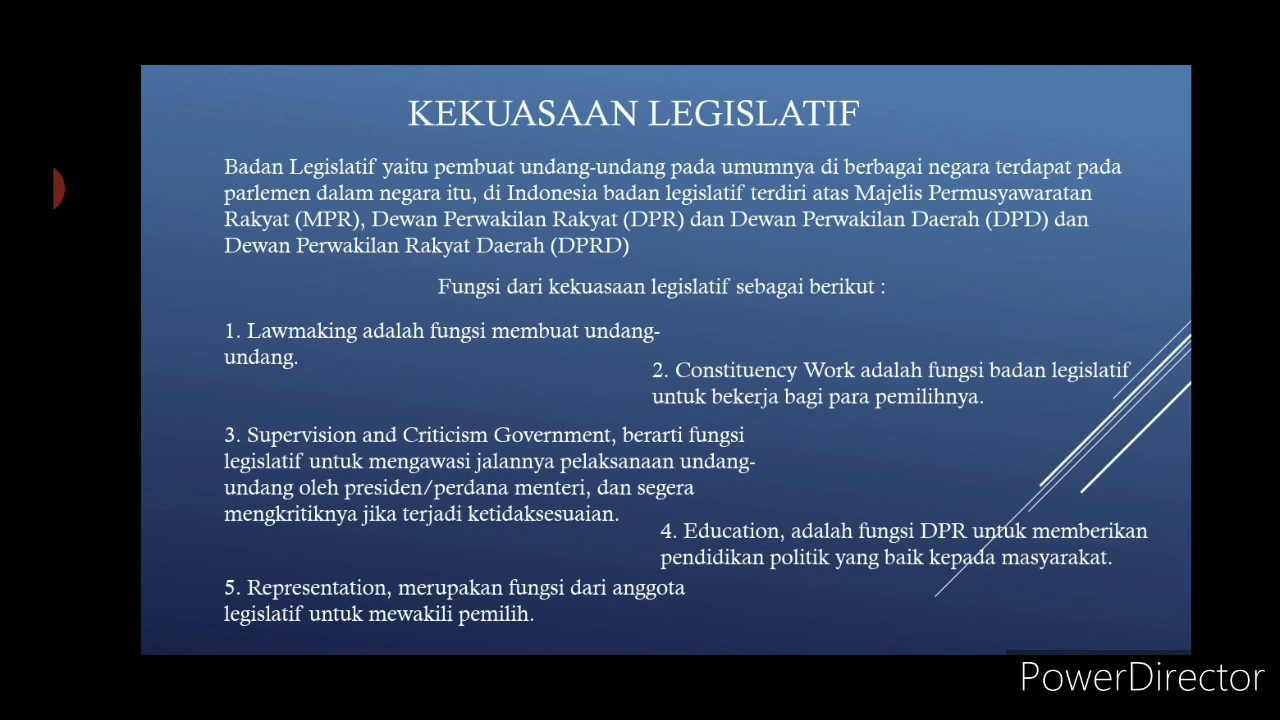 KEKUASAAN LEGISLATIF
Badan Legislatif yaitu pembuat undang-undang pada umumnya di berbagai negara terdapat pada
parlemen dalam negara itu, di Indonesia badan legislatif terdiri atas Majelis Permusyawaratan
Rakyat (MPR), Dewan Perwakilan Rakyat (DPR) dan Dewan Perwakilan Daerah (DPD) dan
Dewan Perwakilan Rakyat Daerah (DPRD)
Fungsi dari kekuasaan legislatif sebagai berikut :
1. Lawmaking adalah fungsi membuat undang-
undang.
2. Constituency Work adalah fungsi badan legislatif
untuk bekerja bagi para pemilihnya.
3. Supervision and Criticism Government, berarti fungsi
legislatif untuk mengawasi jalannya pelaksanaan undang-
undang oleh presiden/perdana menteri, dan segera
mengkritiknya jika terjadi ketidaksesuaian.
4. Education, adalah fungsi DPR untuk memberikan
pendidikan politik yang baik kepada masyarakat.
5. Representation, merupakan fungsi dari anggota
legislatif untuk mewakili pemilih.
PowerDirector